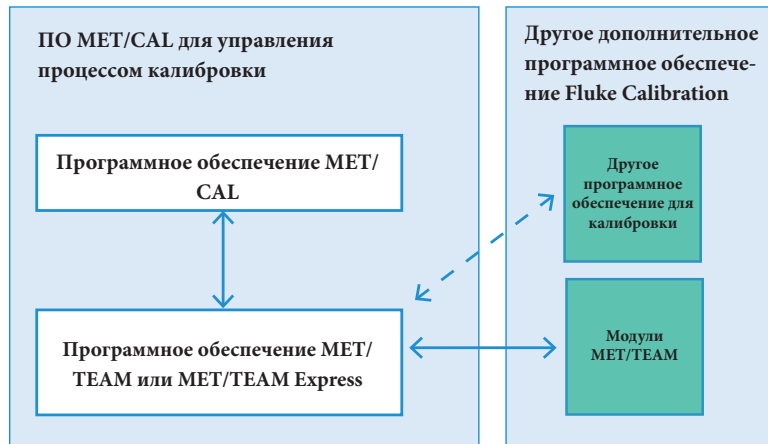 ПО MET/CAL для управления
процессом калибровки
Программное обеспечение MET/
CAL
Программное обеспечение MET/
TEAM или MET/TEAM Express
Другое дополнительное
программное обеспече-
ние Fluke Calibration
Другое
программное
обеспечение для
калибровки
Модули
MET/TEAM